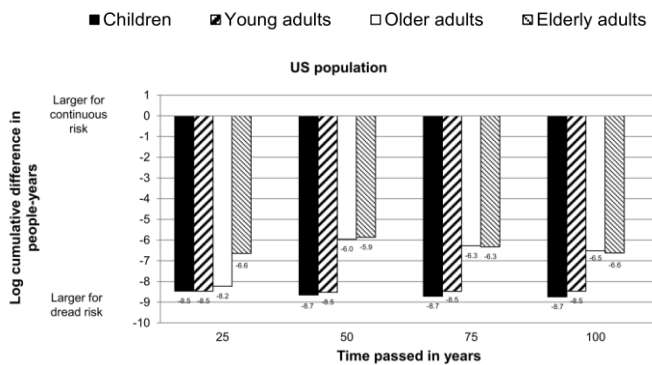 Children Young adults Older adults Elderly adults
US population
Larger for
continuous
risk
Larger for
dread risk
Log cumulative difference in
people-years
1
0
-1
-2
-3
-4
-5
-6
-7
-8
-9
-10
-8.5 -8.5 -8.2 -6.6
-8.7 -8.5 -6.0 -5.9
-8.7 -8.5 -6.3 -6.3
-8.7 -8.5 -6.5 -6.6
25 50 75 100
Time passed in years